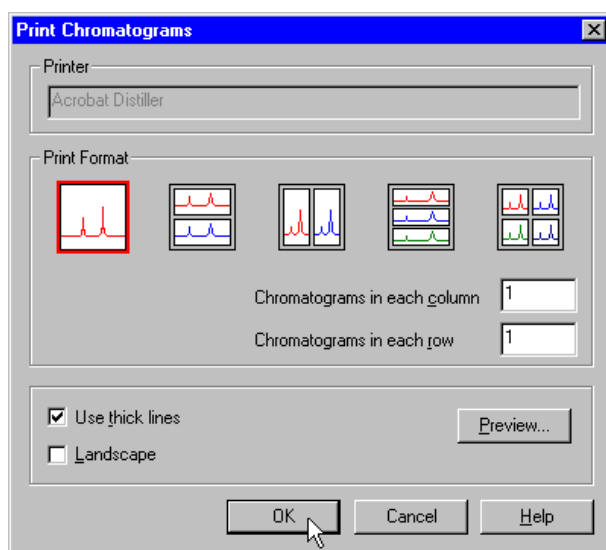 Print Chromatograms
Printer
Acrobat Distiller
Print Format
Chromatograms in each column 1
Chromatograms in each row 1
Use thick lines
Preview...
Landscape
OK Cancel Help